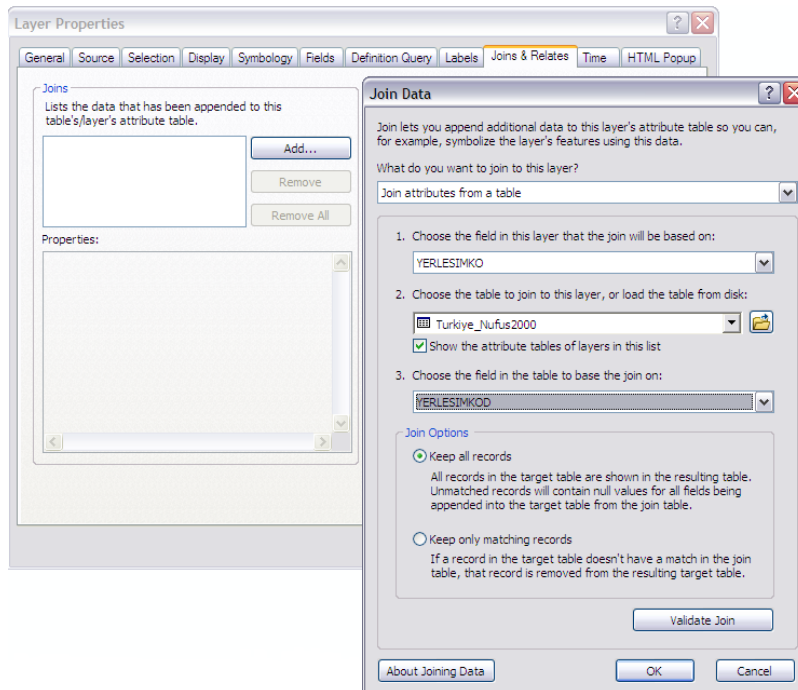 Layer Properties
General Source Selection Display Symbology Fields Definition Query Labels Joins & Relates Time HTML Popup
Joins
Lists the data that has been appended to this
table's/layer's attribute table.
Add...
Remove
Remove All
Properties:
Join Data
Join lets you append additional data to this layer's attribute table so you can,
for example, symbolize the layer's features using this data.
What do you want to join to this layer?
Join attributes from a table
1. Choose the field in this layer that the join will be based on:
YERLESIMKO
2. Choose the table to join to this layer, or load the table from disk:
Turkiye_Nufus2000
Show the attribute tables of layers in this list
3. Choose the field in the table to base the join on:
YERLESIMKOD
Join Options
Keep all records
All records in the target table are shown in the resulting table.
Unmatched records will contain null values for all fields being
appended into the target table from the join table.
Keep only matching records
If a record in the target table doesn't have a match in the join
table, that record is removed from the resulting target table.
Validate Join
About Joining Data
OK
Cancel